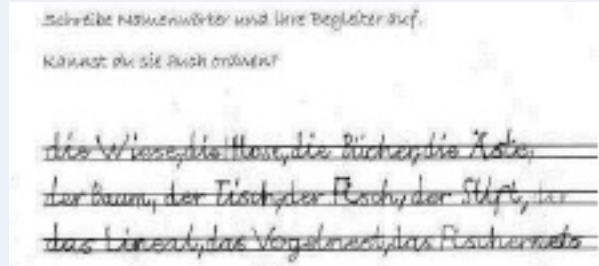 Schreibe Namenwörter und ihre Begleiter auf.
Kannst du sie auch ordnen?
die Wiese, die Hose, die Bücher, die Äste,
der Baum, der Tisch, der Fisch, der Stift,
das Lineal, das Vogelnest, das Fischernetz